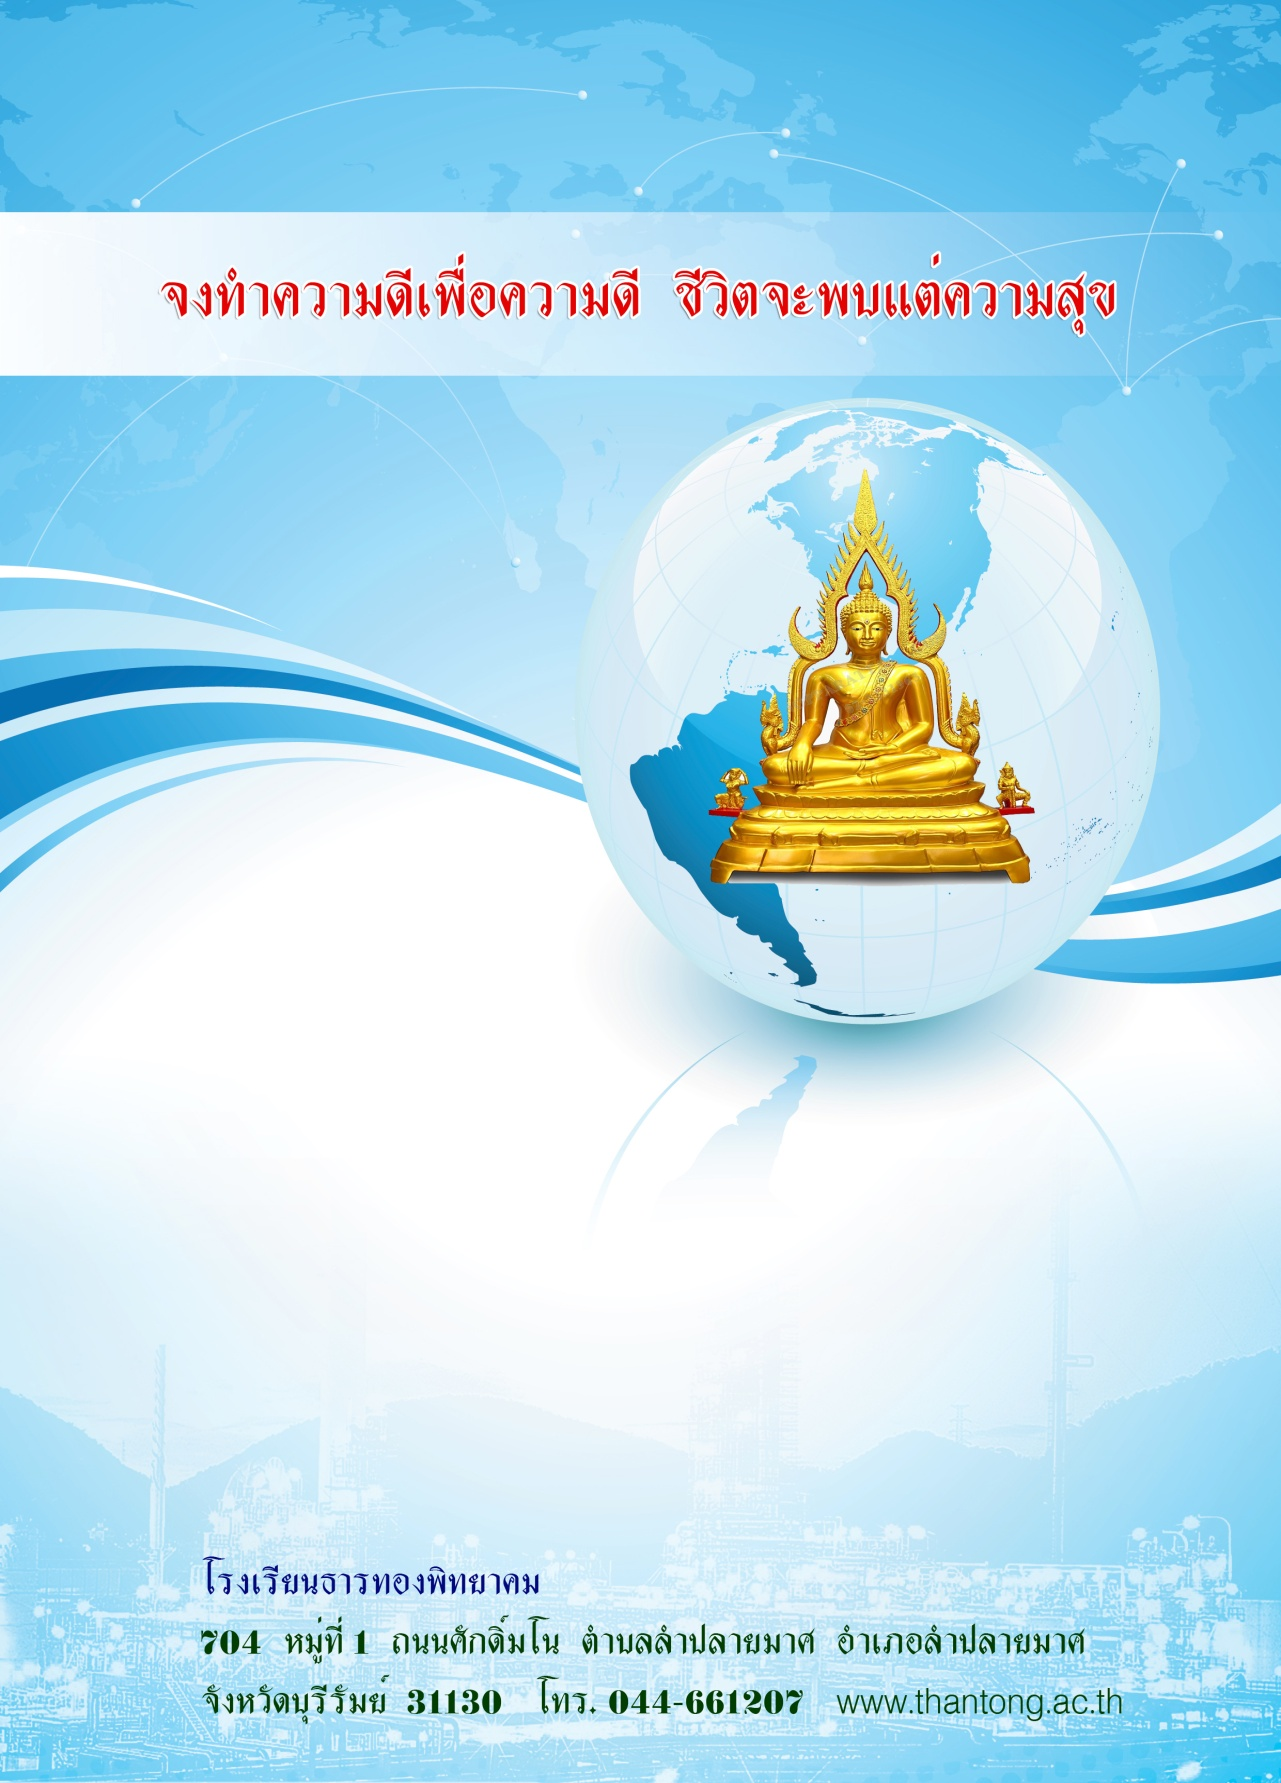 จงทำความดีเพื่อความดี ชีวิตจะพบแต่ความสุข
โรงเรียนธารทองพิทยาคม
704 หมู่ที่ 1 ถนนศักดิ์มโน ตำบลลำปลายมาศ อำเภอลำปลายมาศ
จังหวัดบุรีรัมย์ 31130 โทร. 044-661207 www.thantong.ac.th